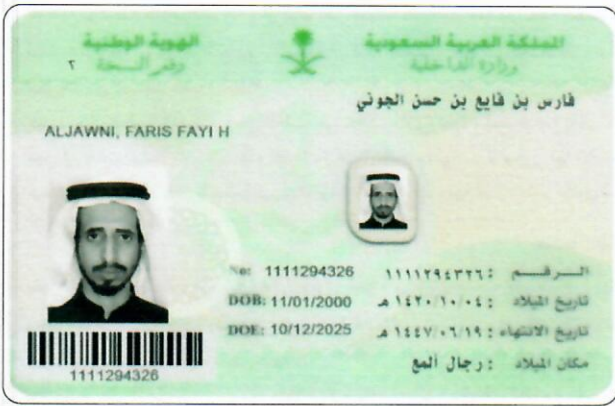 المملكة العربية السعودية
وزارة الداخلية
الهوية الوطنية
رقم النسخة ٢
فارس بن فايع بن حسن الجوني
ALJAWNI, FARIS FAYI H
الرقم : ١١١١٢٩٤٣٢٦ No: 1111294326
تاريخ الميلاد : ١٤٢٠/١٠/٠٤ هـ DOB: 11/01/2000
تاريخ الانتهاء : ١٤٤٧/٠٦/١٩ هـ DOE: 10/12/2025
مكان الميلاد : رجال ألمع
1111294326